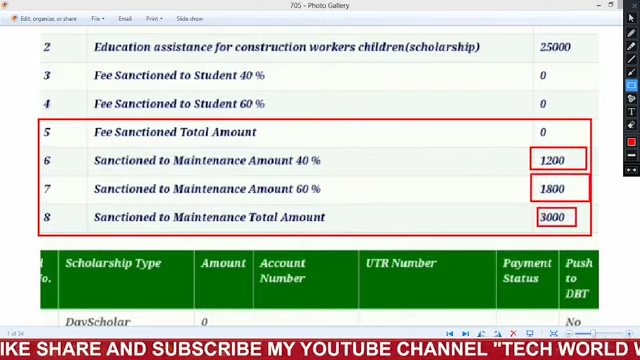 705 - Photo Gallery
Edit, organize, or share File Email Print Slide show
2 Education assistance for construction workers children(scholarship) 25000
3 Fee Sanctioned to Student 40 % 0
4 Fee Sanctioned to Student 60 % 0
5 Fee Sanctioned Total Amount 0
6 Sanctioned to Maintenance Amount 40 % 1200
7 Sanctioned to Maintenance Amount 60 % 1800
8 Sanctioned to Maintenance Total Amount 3000
Scholarship Type Amount Account UTR Number Payment Push
No. Number Status to
DBT
DayScholar 0 No
1 of 34
IKE SHARE AND SUBSCRIBE MY YOUTUBE CHANNEL "TECH WORLD